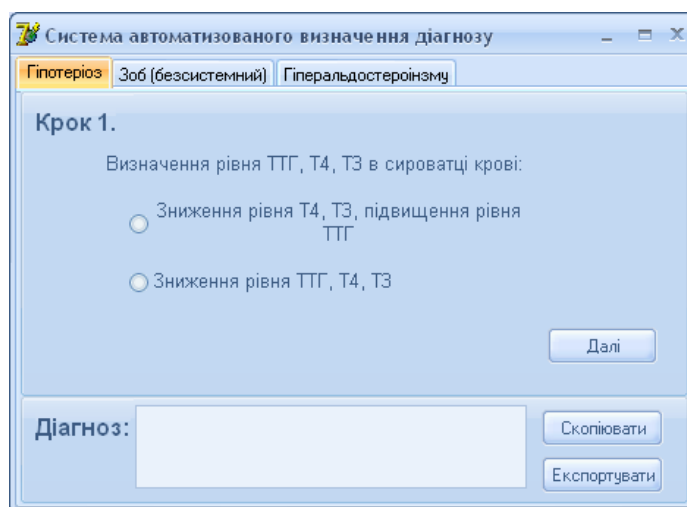 Система автоматизованого визначення діагнозу
Гіпотеріоз Зоб (безсистемний) Гіперальдостероінзму
Крок 1.
Визначення рівня ТТГ, Т4, Т3 в сироватці крові:
Зниження рівня Т4, Т3, підвищення рівня
ТТГ
Зниження рівня ТТГ, Т4, Т3
Далі
Діагноз:
Скопіювати
Експортувати